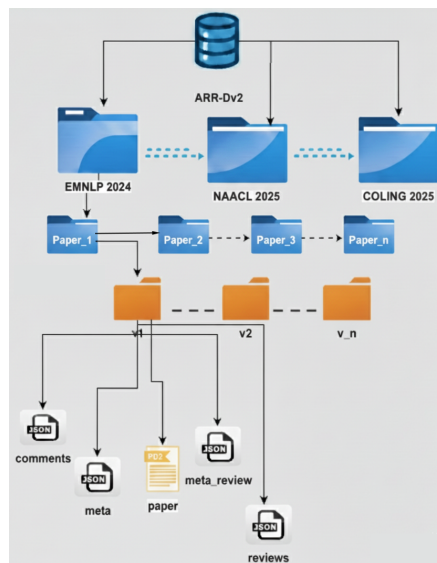 ARR-Dv2
EMNLP 2024
NAACL 2025
COLING 2025
Paper_1
Paper_2
Paper_3
Paper_n
v1
v2
v_n
JSON
comments
JSON
meta
paper
JSON
meta_review
JSON
reviews